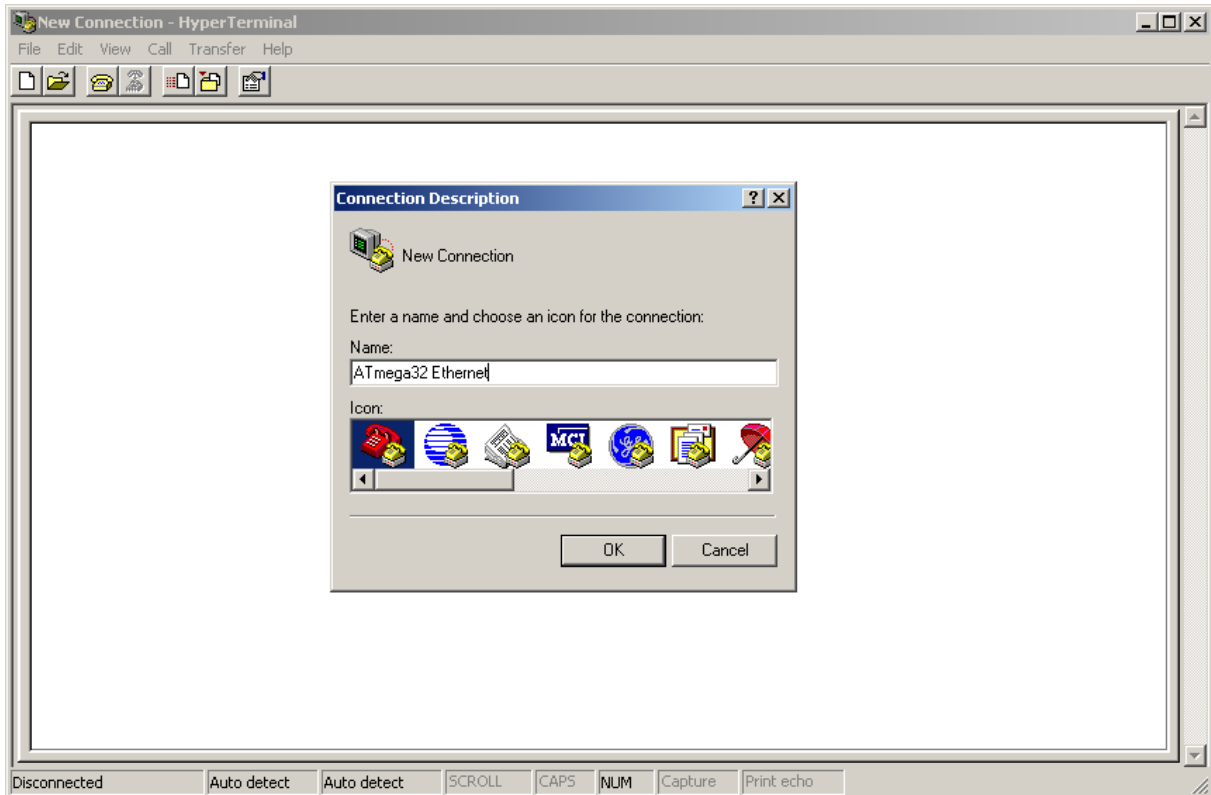 New Connection - HyperTerminal
File Edit View Call Transfer Help
Connection Description
New Connection
Enter a name and choose an icon for the connection:
Name:
ATmega32 Ethernet
Icon:
MCI
OK Cancel
Disconnected Auto detect Auto detect SCROLL CAPS NUM Capture Print echo